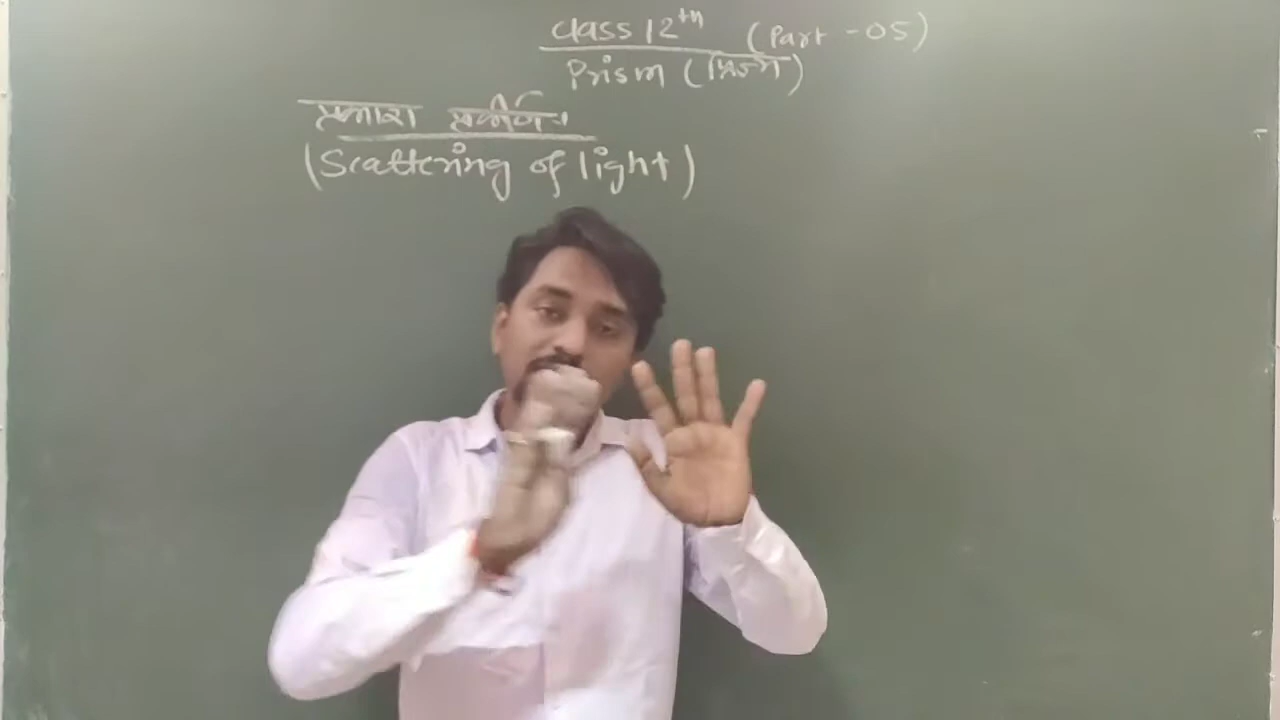 Class 12th (Part - 05)
Prism (प्रिज्म)
प्रकाश प्रकीर्णन
(Scattering of light)